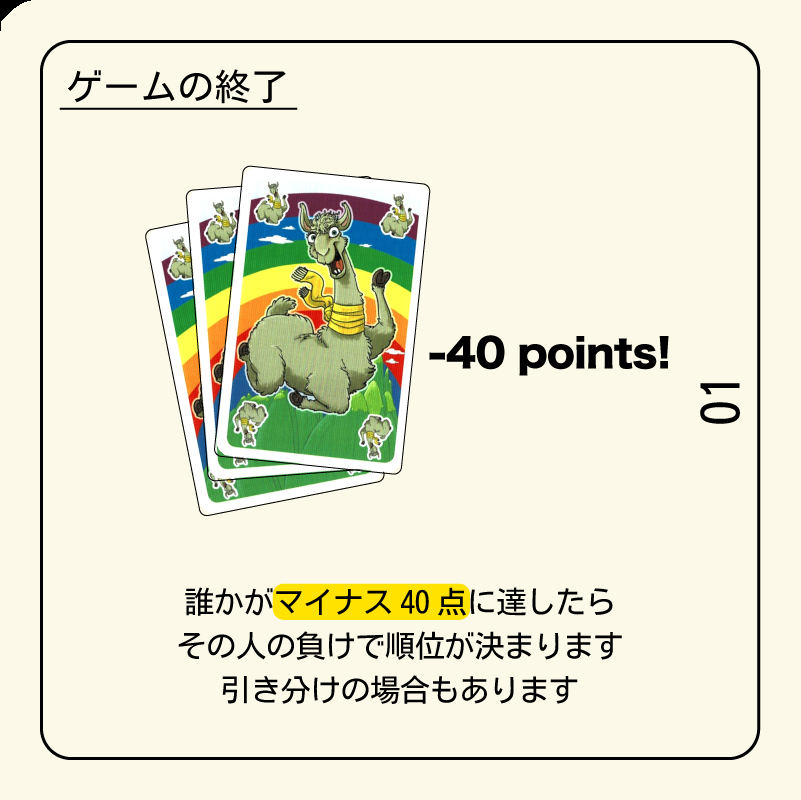 ゲームの終了
-40 points!
01
誰かがマイナス 40 点に達したら
その人の負けで順位が決まります
引き分けの場合もあります